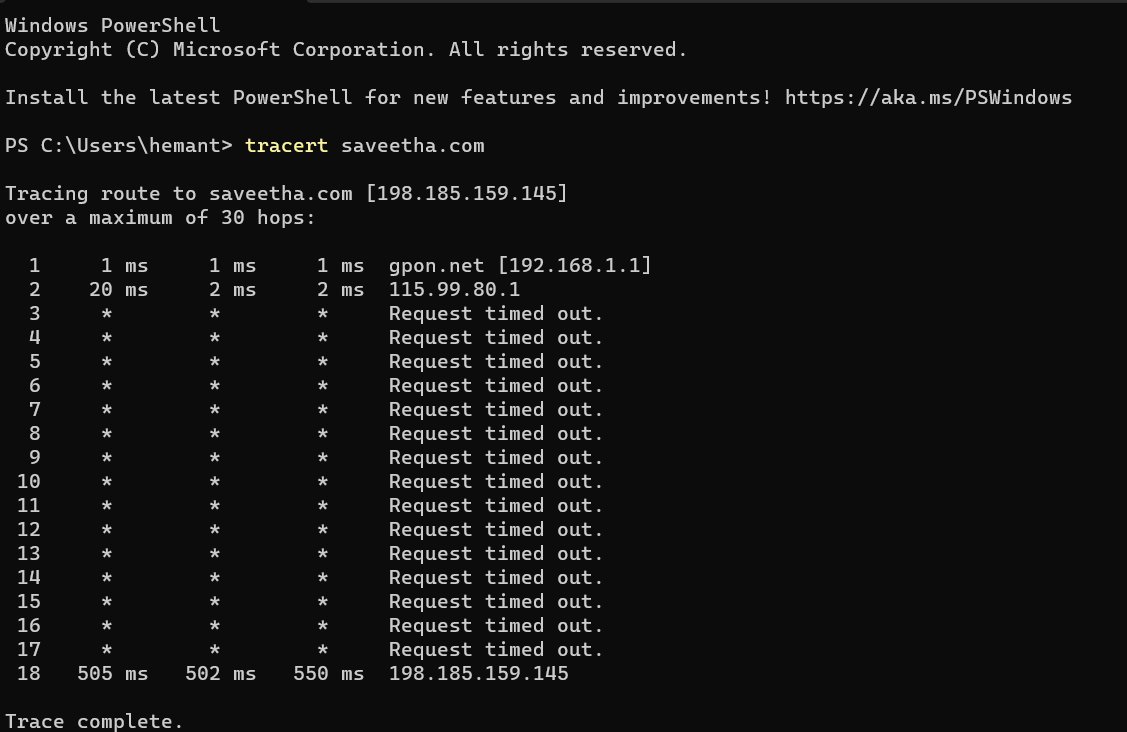 Windows PowerShell
Copyright (C) Microsoft Corporation. All rights reserved.
Install the latest PowerShell for new features and improvements! https://aka.ms/PSWindows
PS C:\Users\hemant> tracert saveetha.com
Tracing route to saveetha.com [198.185.159.145]
over a maximum of 30 hops:
  1     1 ms     1 ms     1 ms  gpon.net [192.168.1.1]
  2    20 ms     2 ms     2 ms  115.99.80.1
  3     *        *        *     Request timed out.
  4     *        *        *     Request timed out.
  5     *        *        *     Request timed out.
  6     *        *        *     Request timed out.
  7     *        *        *     Request timed out.
  8     *        *        *     Request timed out.
  9     *        *        *     Request timed out.
 10     *        *        *     Request timed out.
 11     *        *        *     Request timed out.
 12     *        *        *     Request timed out.
 13     *        *        *     Request timed out.
 14     *        *        *     Request timed out.
 15     *        *        *     Request timed out.
 16     *        *        *     Request timed out.
 17     *        *        *     Request timed out.
 18   505 ms   502 ms   550 ms  198.185.159.145
Trace complete.